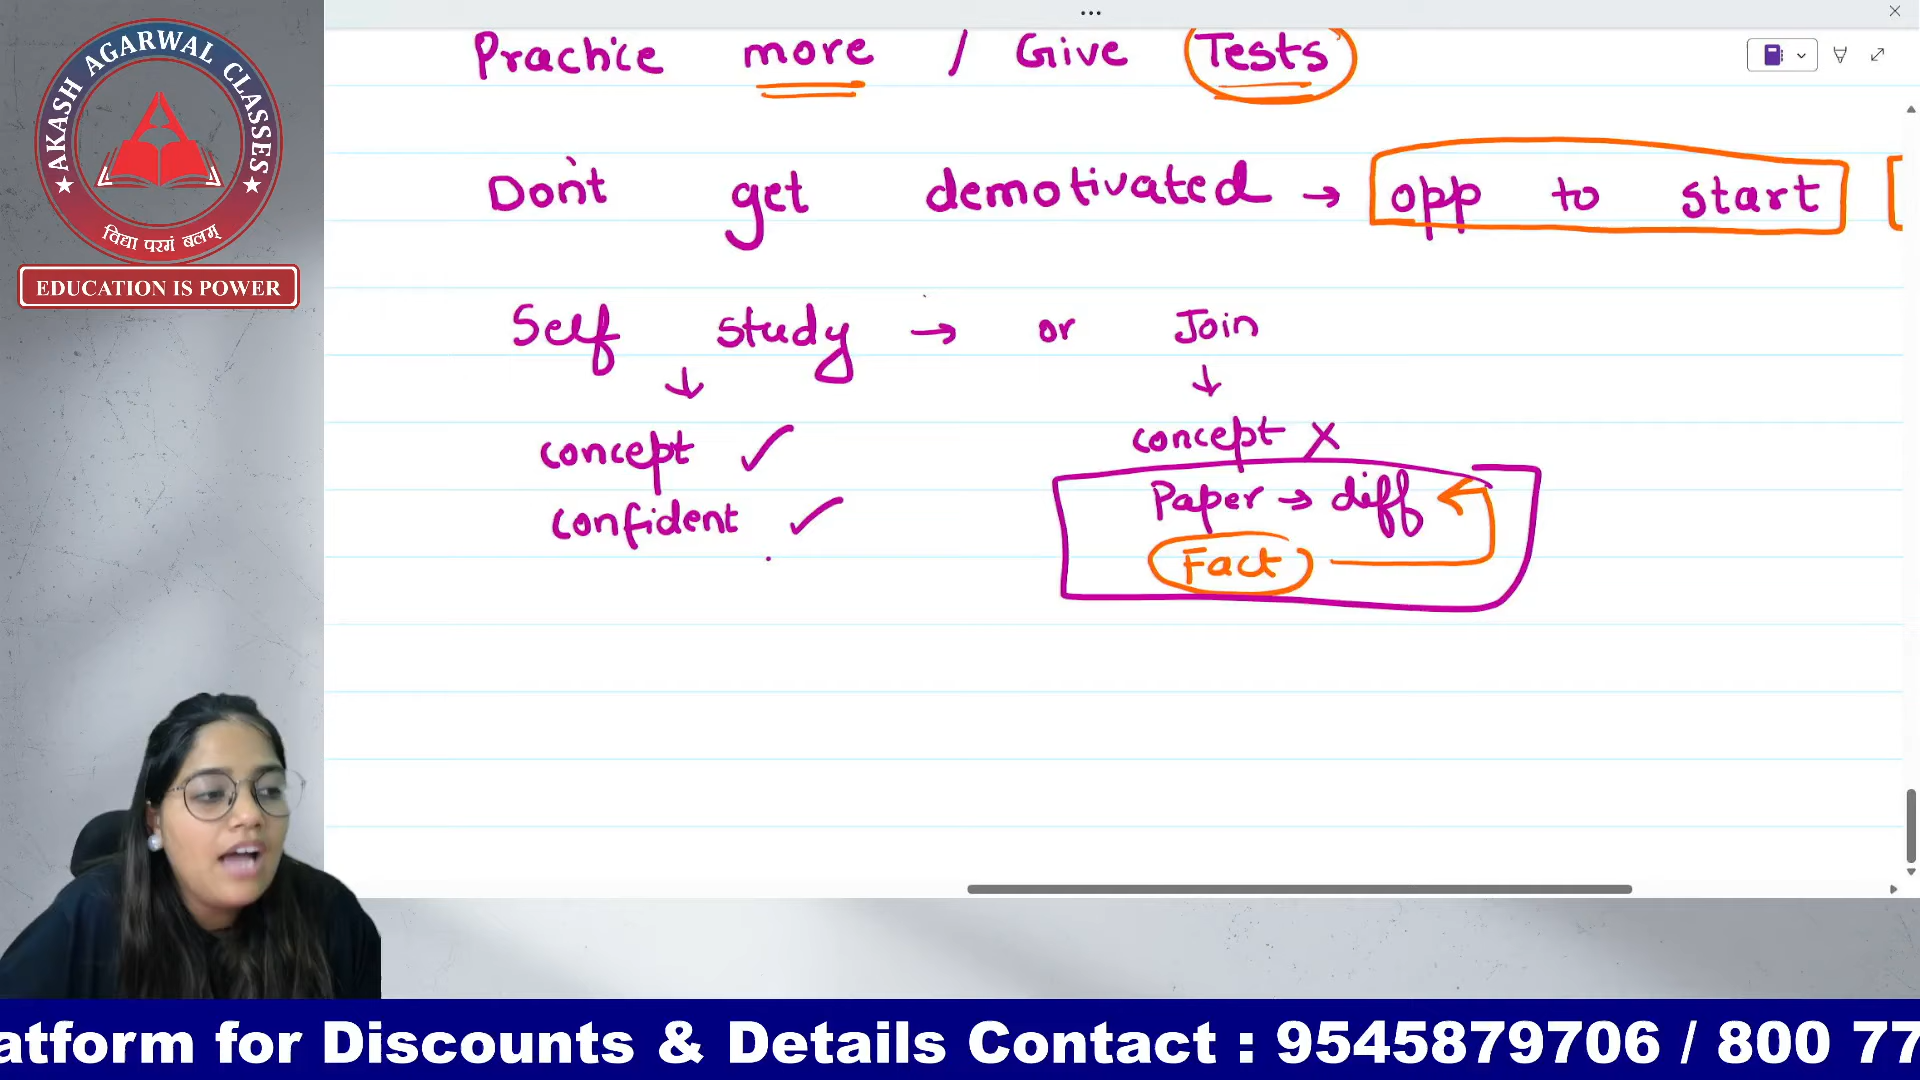 AKASH AGARWAL CLASSES
विद्या परमं बलम्
EDUCATION IS POWER
Practice more / Give Tests
Don't get demotivated → opp to start
Self study → or Join
↓ ↓
concept ✓ concept X
confident ✓ Paper → diff
Fact
atform for Discounts & Details Contact : 9545879706 / 800 77